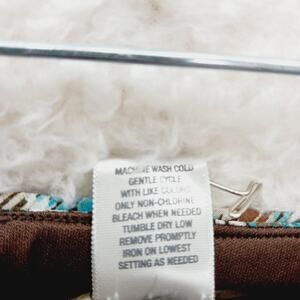 MACHINE WASH COLD
GENTLE CYCLE
WITH LIKE COLORS
ONLY NON-CHLORINE
BLEACH WHEN NEEDED
TUMBLE DRY LOW
REMOVE PROMPTLY
IRON ON LOWEST
SETTING AS NEEDED